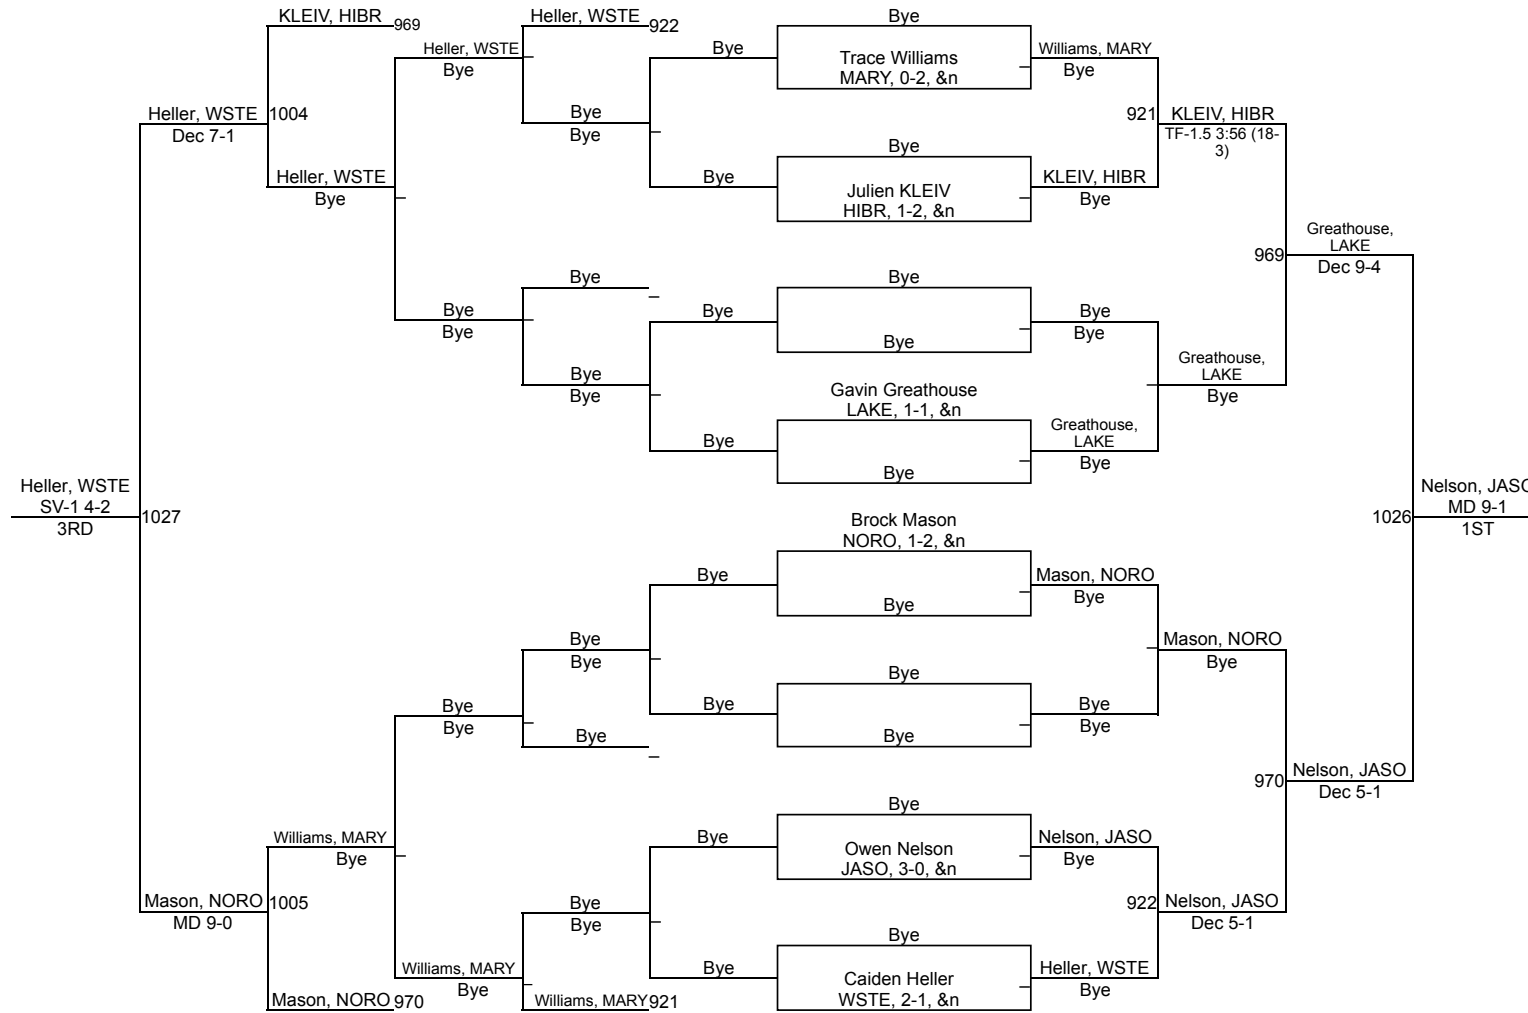 KLEIV, HIBR
969
Heller, WSTE
Bye
Heller, WSTE
922
Bye
Bye
Heller, WSTE
Dec 7-1
1004
Heller, WSTE
Bye
Bye
Bye
Bye
Bye
Bye
Bye
Bye
Bye
Bye
Bye
Trace Williams
MARY, 0-2, &n
Bye
Julien KLEIV
HIBR, 1-2, &n
Bye
Bye
Gavin Greathouse
LAKE, 1-1, &n
Bye
Williams, MARY
Bye
KLEIV, HIBR
Bye
921
KLEIV, HIBR
TF-1.5 3:56 (18-
3)
Bye
Bye
Greathouse,
LAKE
Bye
Greathouse,
LAKE
Bye
969
Greathouse,
LAKE
Dec 9-4
Heller, WSTE
SV-1 4-2
3RD
1027
1026
Nelson, JASO
MD 9-1
1ST
Brock Mason
NORO, 1-2, &n
Bye
Bye
Bye
Bye
Bye
Bye
Bye
Bye
Bye
Bye
Mason, NORO
Bye
Bye
Bye
Mason, NORO
Bye
970
Nelson, JASO
Dec 5-1
Williams, MARY
Bye
Mason, NORO
MD 9-0
1005
Mason, NORO
970
Williams, MARY
Bye
Bye
Bye
Williams, MARY
921
Bye
Bye
Bye
Owen Nelson
JASO, 3-0, &n
Bye
Caiden Heller
WSTE, 2-1, &n
Nelson, JASO
Bye
Heller, WSTE
Bye
922
Nelson, JASO
Dec 5-1